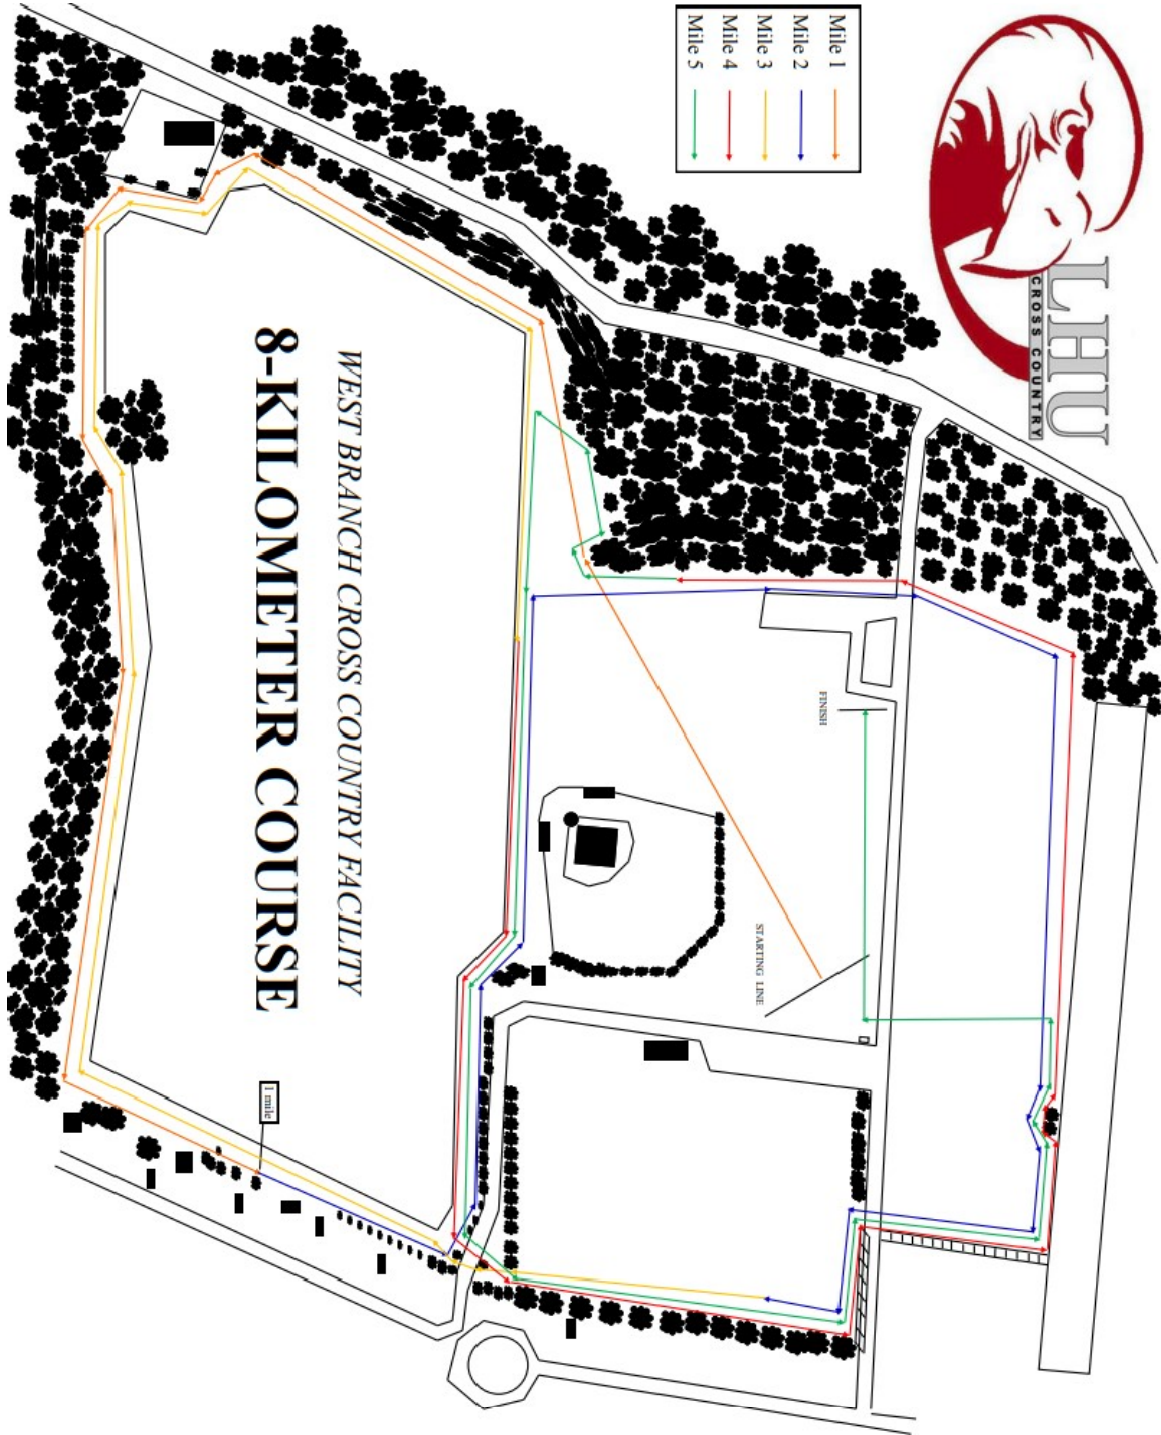 LHU
CROSS COUNTRY
Mile 1
Mile 2
Mile 3
Mile 4
Mile 5
WEST BRANCH CROSS COUNTRY FACILITY
8-KILOMETER COURSE
FINISH
STARTING LINE
1 mile